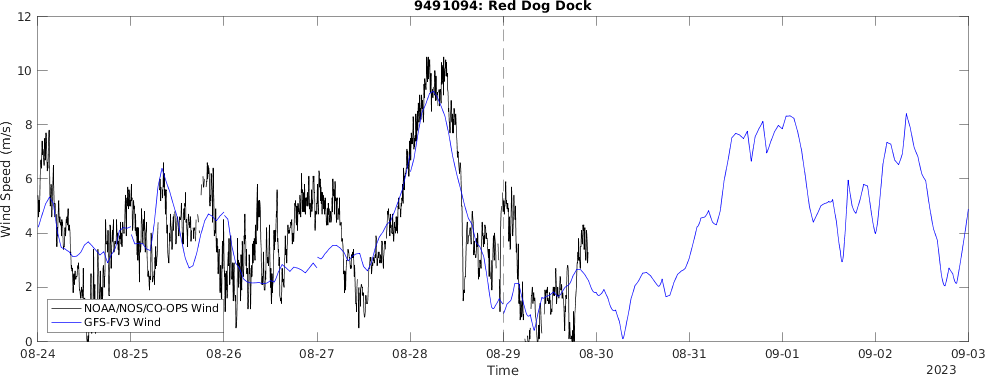 9491094: Red Dog Dock
Wind Speed (m/s)
12
10
8
6
4
2
0
NOAA/NOS/CO-OPS Wind
GFS-FV3 Wind
08-24 08-25 08-26 08-27 08-28 08-29 08-30 08-31 09-01 09-02 09-03
Time
2023